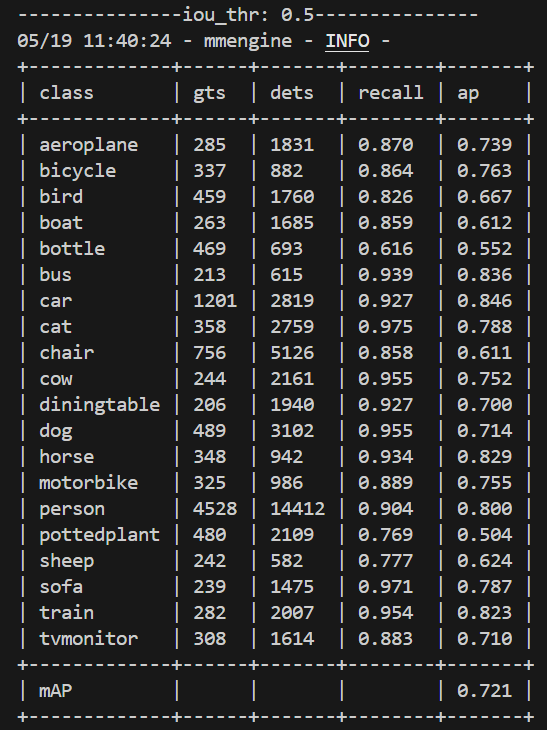 ---------------iou_thr: 0.5---------------
05/19 11:40:24 - mmengine - INFO -
+-------------+------+-------+--------+-------+
| class       | gts  | dets  | recall | ap    |
+-------------+------+-------+--------+-------+
| aeroplane   | 285  | 1831  | 0.870  | 0.739 |
| bicycle     | 337  | 882   | 0.864  | 0.763 |
| bird        | 459  | 1760  | 0.826  | 0.667 |
| boat        | 263  | 1685  | 0.859  | 0.612 |
| bottle      | 469  | 693   | 0.616  | 0.552 |
| bus         | 213  | 615   | 0.939  | 0.836 |
| car         | 1201 | 2819  | 0.927  | 0.846 |
| cat         | 358  | 2759  | 0.975  | 0.788 |
| chair       | 756  | 5126  | 0.858  | 0.611 |
| cow         | 244  | 2161  | 0.955  | 0.752 |
| diningtable | 206  | 1940  | 0.927  | 0.700 |
| dog         | 489  | 3102  | 0.955  | 0.714 |
| horse       | 348  | 942   | 0.934  | 0.829 |
| motorbike   | 325  | 986   | 0.889  | 0.755 |
| person      | 4528 | 14412 | 0.904  | 0.800 |
| pottedplant | 480  | 2109  | 0.769  | 0.504 |
| sheep       | 242  | 582   | 0.777  | 0.624 |
| sofa        | 239  | 1475  | 0.971  | 0.787 |
| train       | 282  | 2007  | 0.954  | 0.823 |
| tvmonitor   | 308  | 1614  | 0.883  | 0.710 |
+-------------+------+-------+--------+-------+
| mAP         |      |       |        | 0.721 |
+-------------+------+-------+--------+-------+